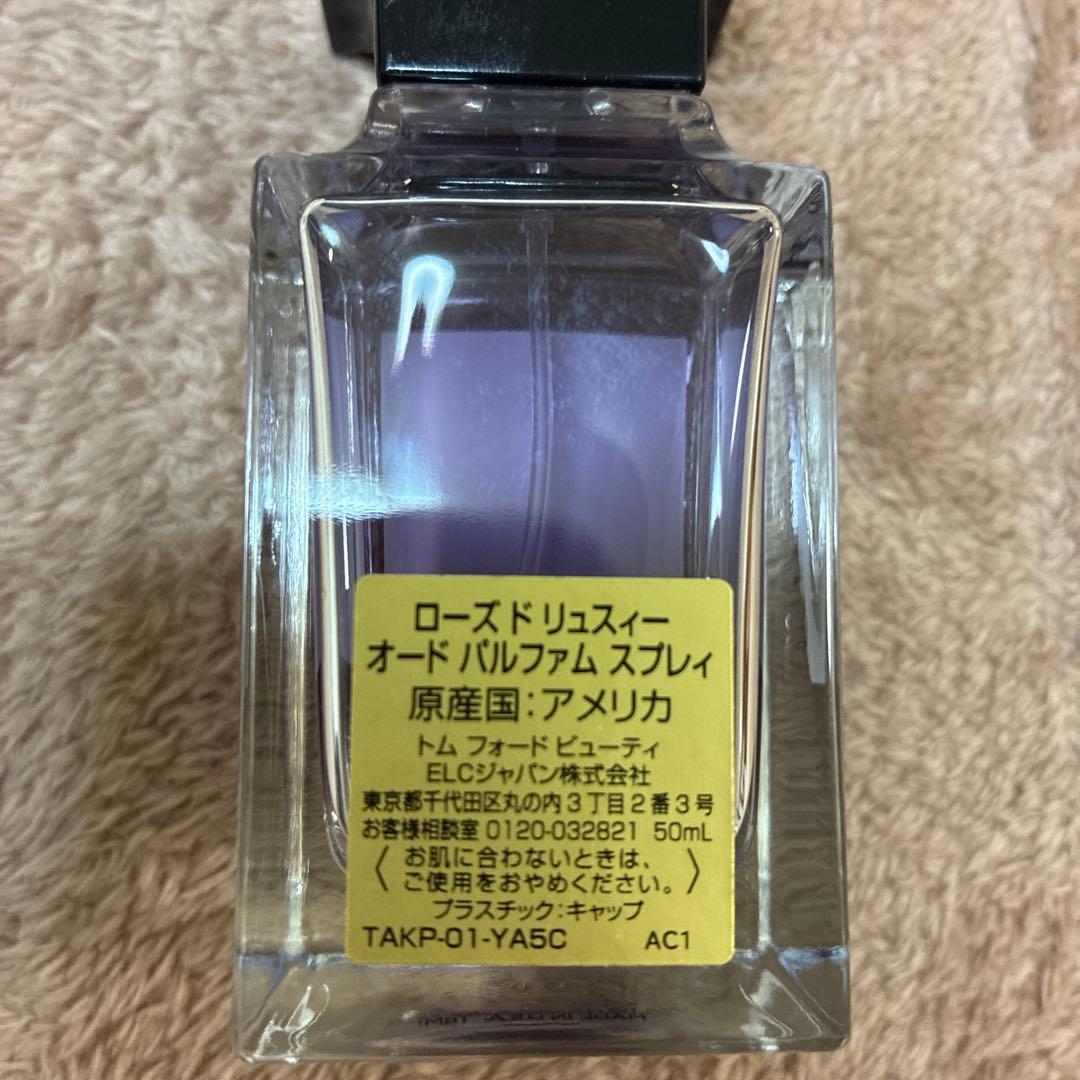 ローズ ド リュスィー
オード パルファム スプレィ
原産国：アメリカ
トム フォード ビューティ
ELCジャパン株式会社
東京都千代田区丸の内3丁目2番3号
お客様相談室 0120-032821 50mL
〈 お肌に合わないときは、
ご使用をおやめください。 〉
プラスチック：キャップ
TAKP-01-YA5C AC1